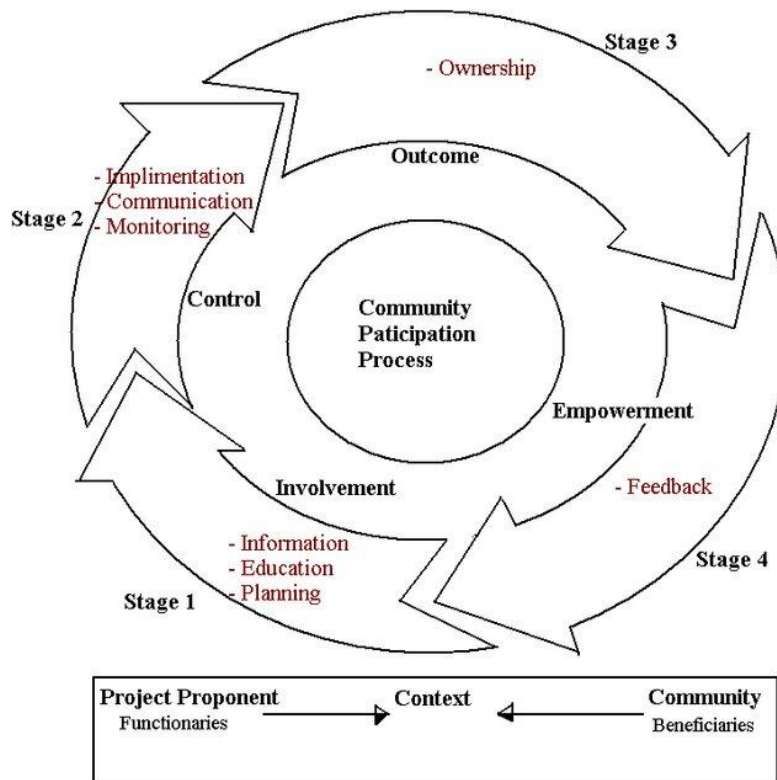 Stage 3
- Ownership
Outcome
- Implimentation
- Communication
- Monitoring
Stage 2
Control
Community
Paticipation
Process
Empowerment
- Feedback
Stage 4
Involvement
- Information
- Education
- Planning
Stage 1
Project Proponent
Functionaries
Context
Community
Beneficiaries